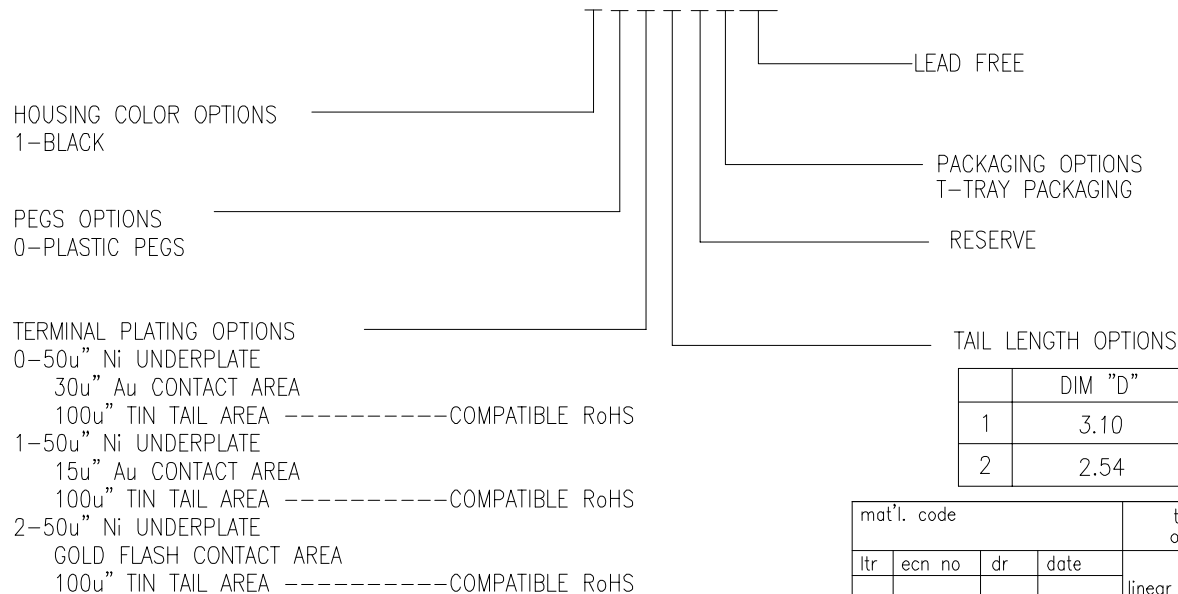 LEAD FREE
HOUSING COLOR OPTIONS
1-BLACK
PACKAGING OPTIONS
T-TRAY PACKAGING
PEGS OPTIONS
0-PLASTIC PEGS
RESERVE
TERMINAL PLATING OPTIONS
0-50u" Ni UNDERPLATE
30u" Au CONTACT AREA
100u" TIN TAIL AREA ----------COMPATIBLE RoHS
1-50u" Ni UNDERPLATE
15u" Au CONTACT AREA
100u" TIN TAIL AREA ----------COMPATIBLE RoHS
2-50u" Ni UNDERPLATE
GOLD FLASH CONTACT AREA
100u" TIN TAIL AREA ----------COMPATIBLE RoHS
TAIL LENGTH OPTIONS
DIM "D"
1 3.10
2 2.54
mat'l. code
ltr ecn no dr date
linear